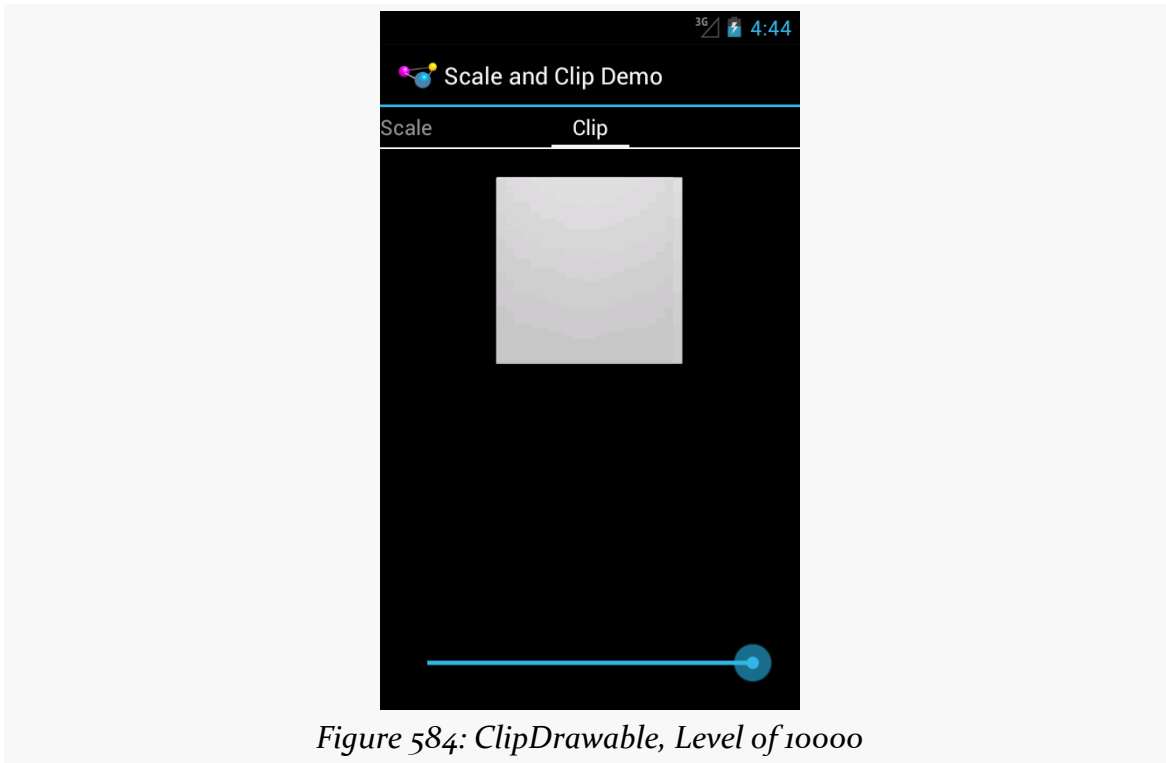 3G 4:44
Scale and Clip Demo
Scale Clip
Figure 584: ClipDrawable, Level of 10000